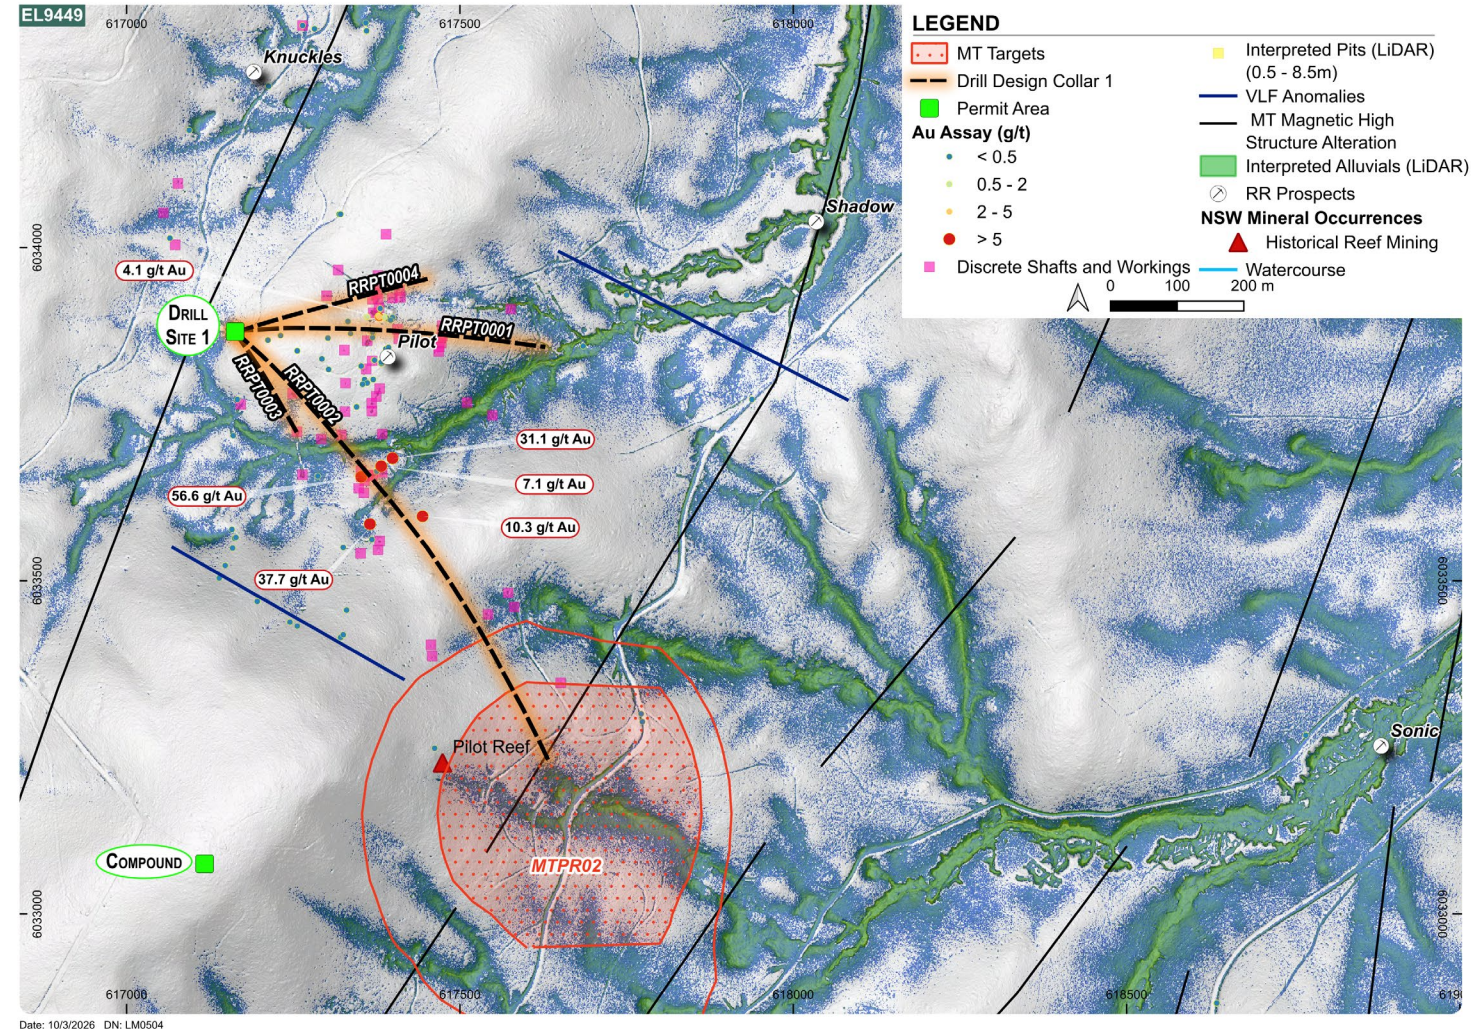 EL9449
617000
617500
618000
Knuckles
Shadow
6034000
4.1 g/t Au
RRPT0004
DRILL
SITE 1
RRPT0001
Pilot
RRPT0002
RRPT0003
31.1 g/t Au
7.1 g/t Au
56.6 g/t Au
10.3 g/t Au
37.7 g/t Au
6033500
6033500
Pilot Reef
Sonic
COMPOUND
MTPR02
6033000
6033000
617000
617500
618000
618500
6190
LEGEND
MT Targets
Drill Design Collar 1
Permit Area
Au Assay (g/t)
< 0.5
0.5 - 2
2 - 5
> 5
Discrete Shafts and Workings
Interpreted Pits (LiDAR)
(0.5 - 8.5m)
VLF Anomalies
MT Magnetic High
Structure Alteration
Interpreted Alluvials (LiDAR)
RR Prospects
NSW Mineral Occurrences
Historical Reef Mining
Watercourse
0 100 200 m
Date: 10/3/2026 DN: LM0504